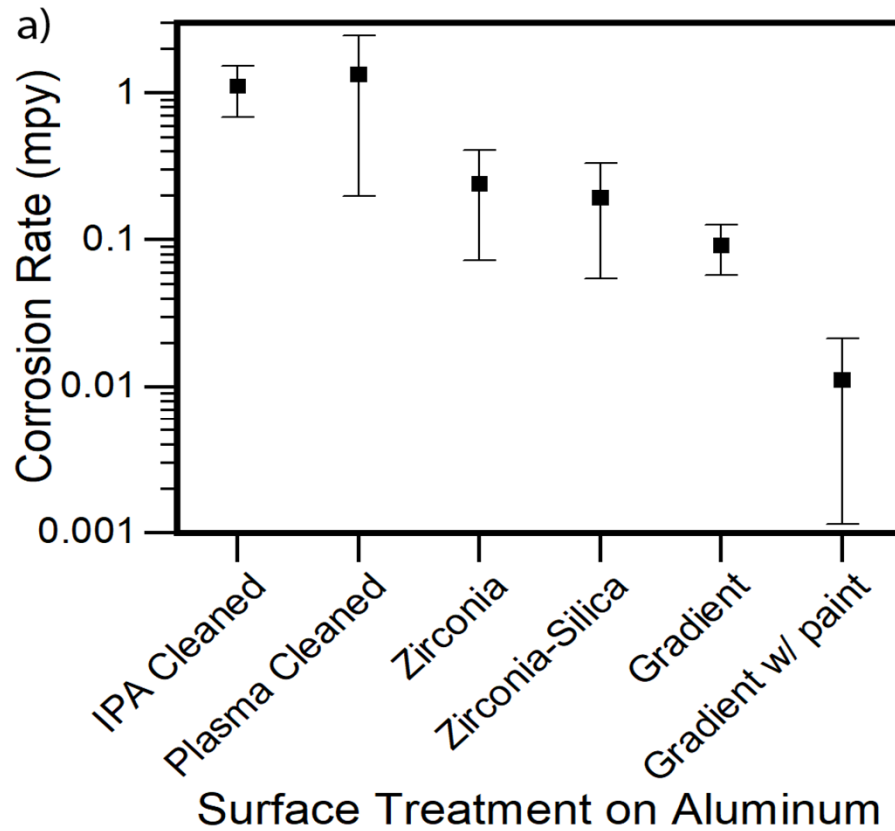 a)
Corrosion Rate (mpy)
1
0.1
0.01
0.001
IPA Cleaned
Plasma Cleaned
Zirconia
Zirconia-Silica
Gradient
Gradient w/ paint
Surface Treatment on Aluminum